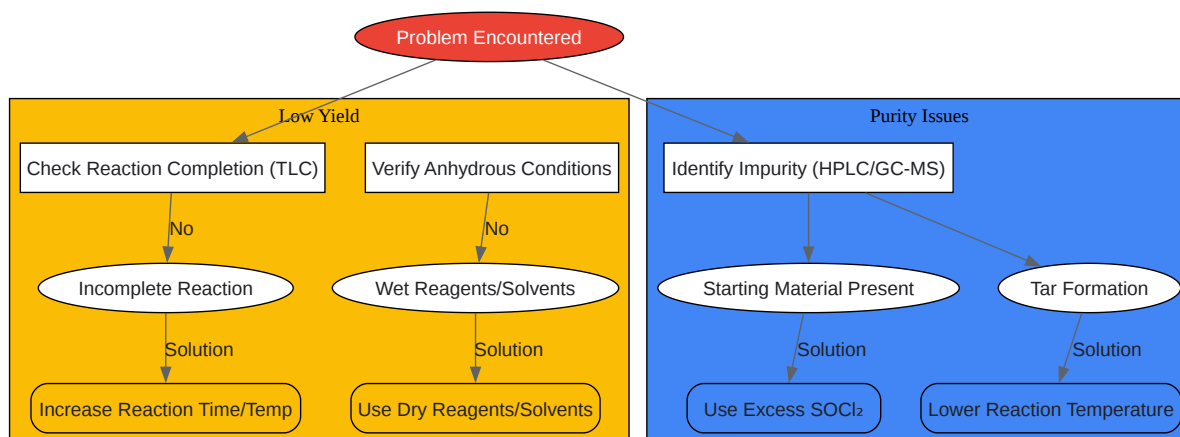 Problem Encountered
Low Yield
Purity Issues
Check Reaction Completion (TLC)
Verify Anhydrous Conditions
Identify Impurity (HPLC/GC-MS)
No
No
Incomplete Reaction
Wet Reagents/Solvents
Starting Material Present
Tar Formation
Solution
Solution
Solution
Solution
Increase Reaction Time/Temp
Use Dry Reagents/Solvents
Use Excess SOCl₂
Lower Reaction Temperature